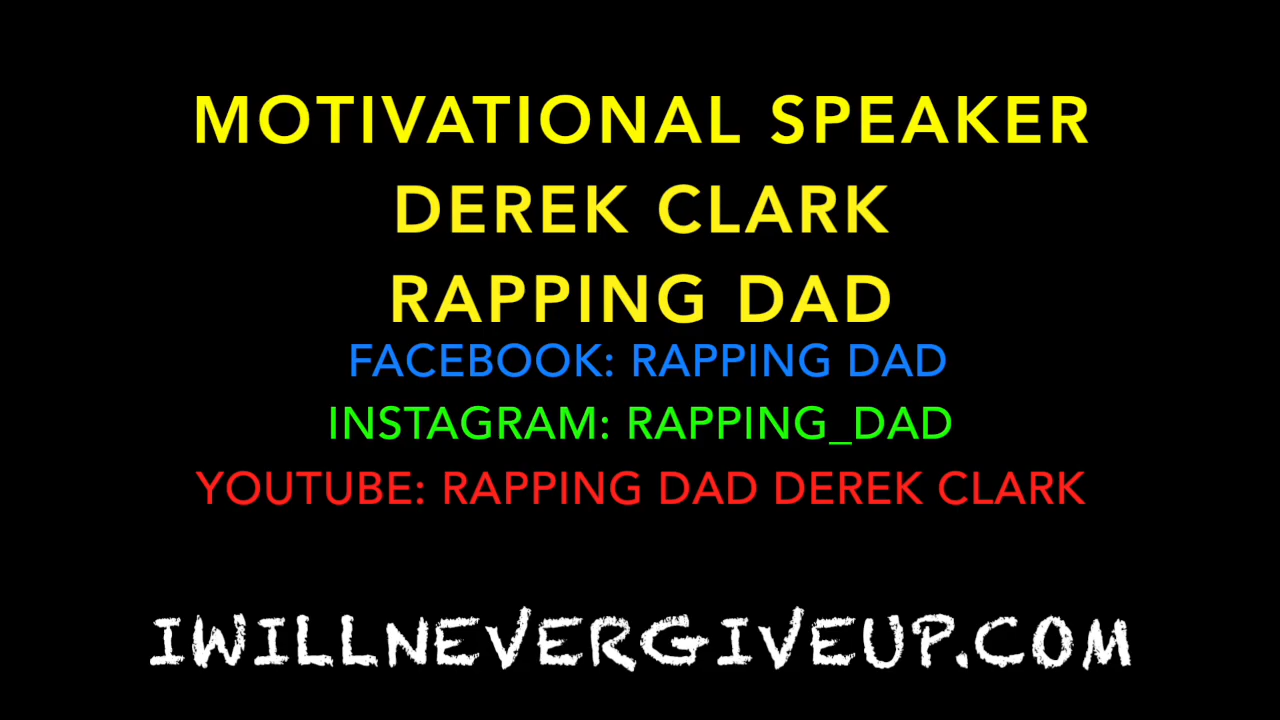 MOTIVATIONAL SPEAKER
DEREK CLARK
RAPPING DAD
FACEBOOK: RAPPING DAD
INSTAGRAM: RAPPING_DAD
YOUTUBE: RAPPING DAD DEREK CLARK
IWILLNEVERGIVEUP.COM